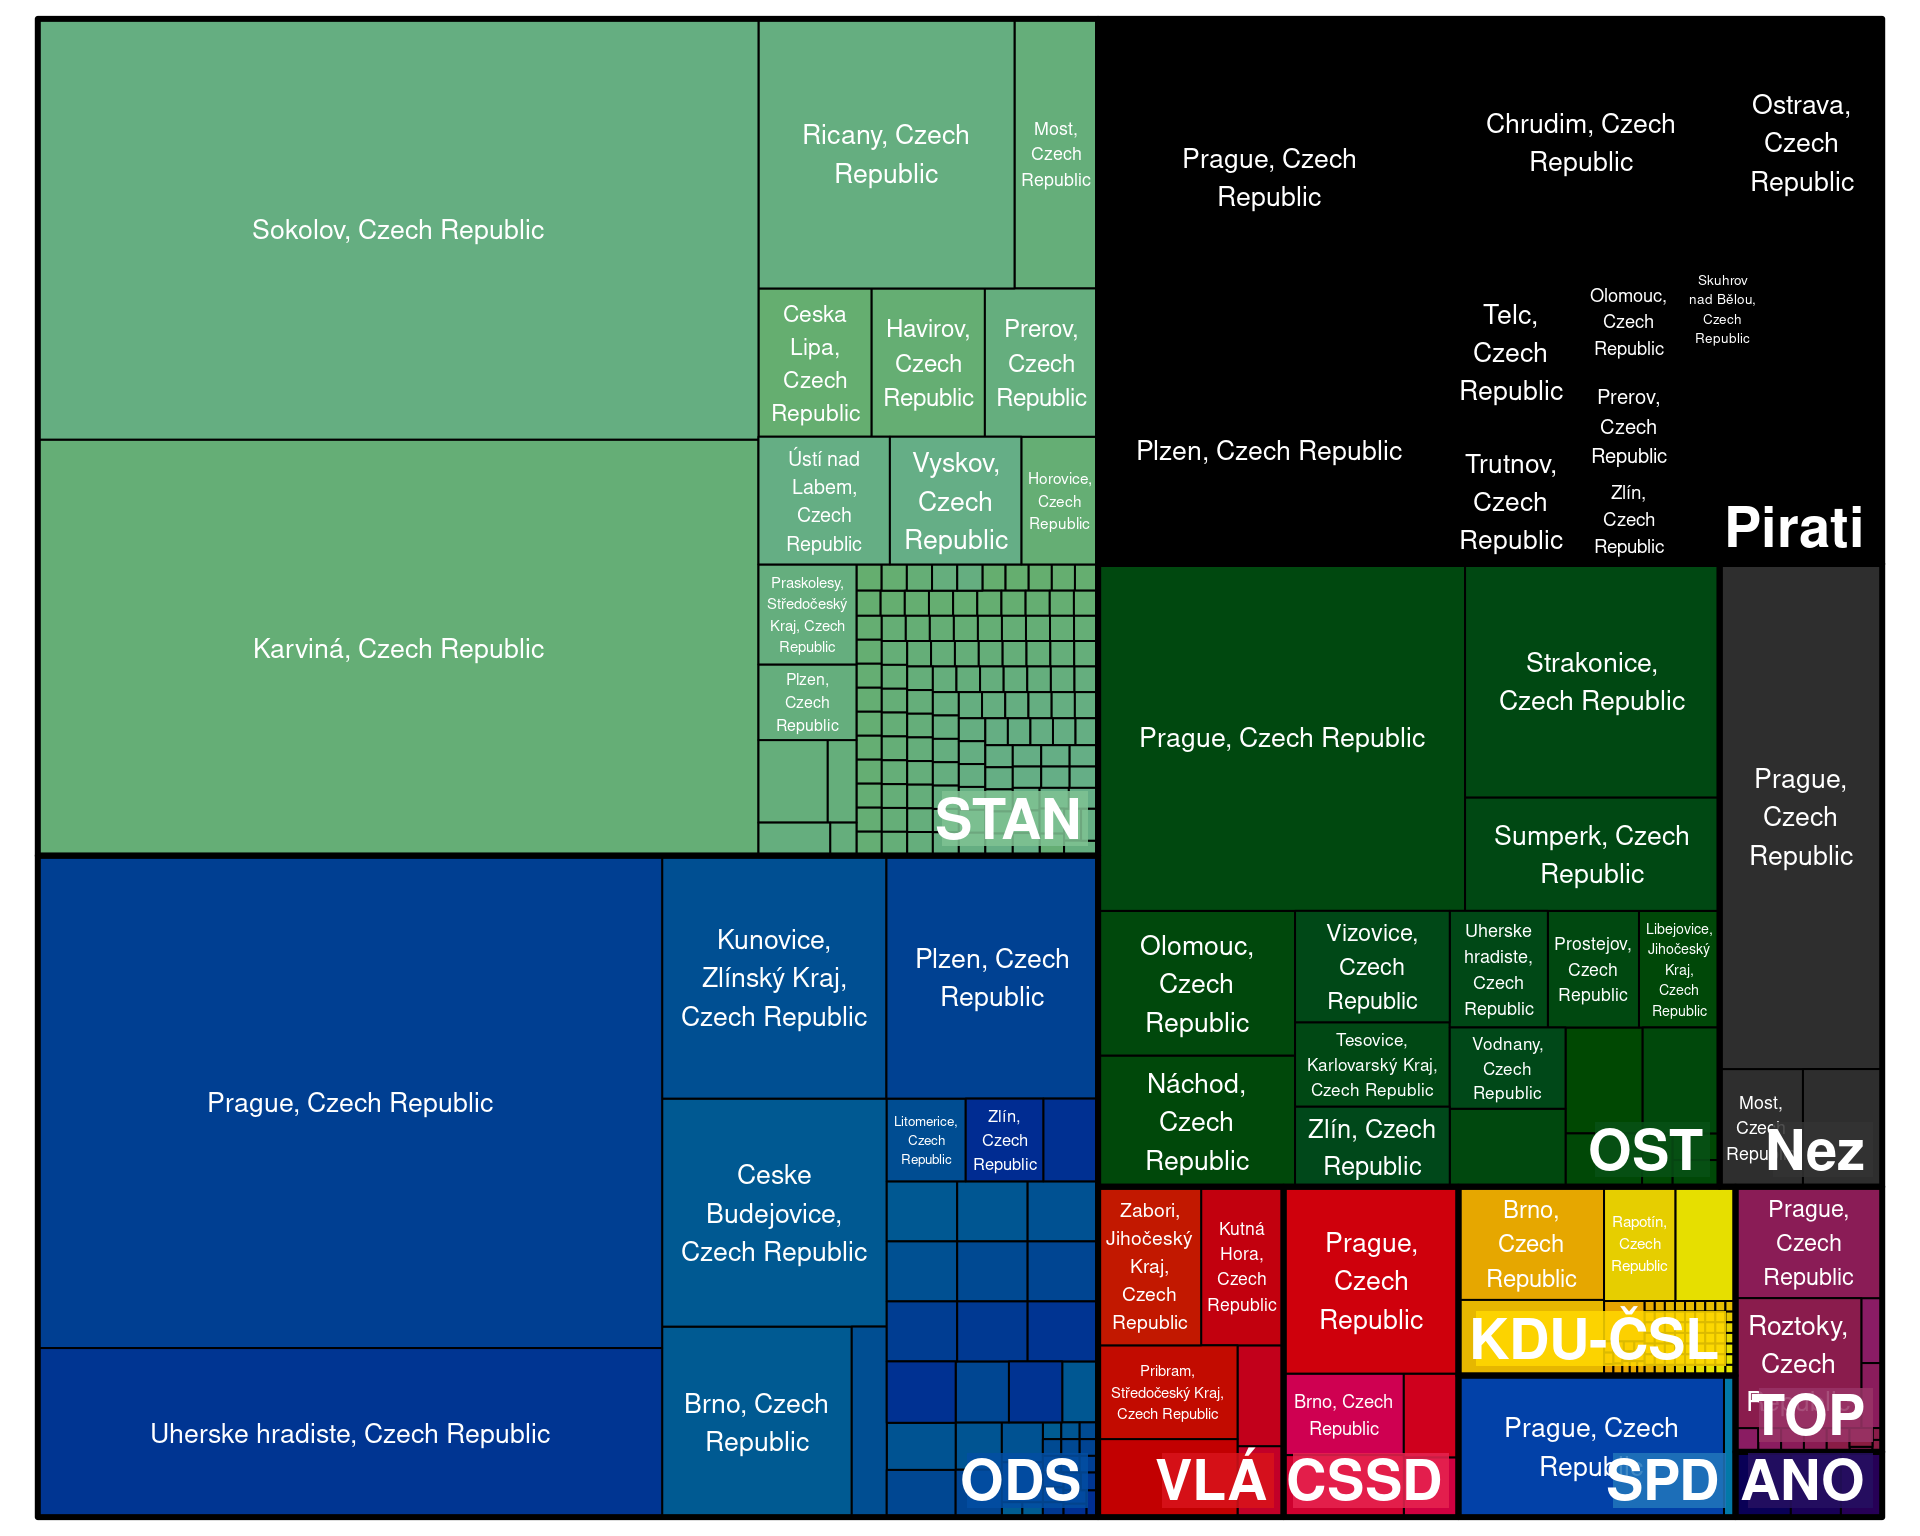 Sokolov, Czech Republic
Karviná, Czech Republic
Ricany, Czech
Republic
Most,
Czech
Republic
Ceska
Lipa,
Czech
Republic
Havirov,
Czech
Republic
Prerov,
Czech
Republic
Ústí nad
Labem,
Czech
Republic
Vyskov,
Czech
Republic
Horovice,
Czech
Republic
Praskolesy,
Středočeský
Kraj, Czech
Republic
Plzen,
Czech
Republic
STAN
Prague, Czech
Republic
Chrudim, Czech
Republic
Ostrava,
Czech
Republic
Plzen, Czech Republic
Telc,
Czech
Republic
Olomouc,
Czech
Republic
Skuhrov
nad Bělou,
Czech
Republic
Prerov,
Czech
Republic
Trutnov,
Czech
Republic
Zlín,
Czech
Republic
Pirati
Prague, Czech Republic
Uherske hradiste, Czech Republic
Kunovice,
Zlínský Kraj,
Czech Republic
Plzen, Czech
Republic
Ceske
Budejovice,
Czech Republic
Litomerice,
Czech
Republic
Zlín,
Czech
Republic
Brno, Czech
Republic
ODS
Prague, Czech Republic
Strakonice,
Czech Republic
Sumperk, Czech
Republic
Olomouc,
Czech
Republic
Náchod,
Czech
Republic
Vizovice,
Czech
Republic
Tesovice,
Karlovarský Kraj,
Czech Republic
Zlín, Czech
Republic
Uherske
hradiste,
Czech
Republic
Prostejov,
Czech
Republic
Libejovice,
Jihočeský
Kraj,
Czech
Republic
Vodnany,
Czech
Republic
OST
Prague,
Czech
Republic
Most,
Czech
Republic
Nez
Zabori,
Jihočeský
Kraj,
Czech
Republic
Kutná
Hora,
Czech
Republic
Pribram,
Středočeský Kraj,
Czech Republic
VLÁ
Prague,
Czech
Republic
Brno, Czech
Republic
CSSD
Brno,
Czech
Republic
Rapotín,
Czech
Republic
KDU-ČSL
Prague, Czech
Republic
SPD
Prague,
Czech
Republic
Roztoky,
Czech
Republic
TOP
ANO